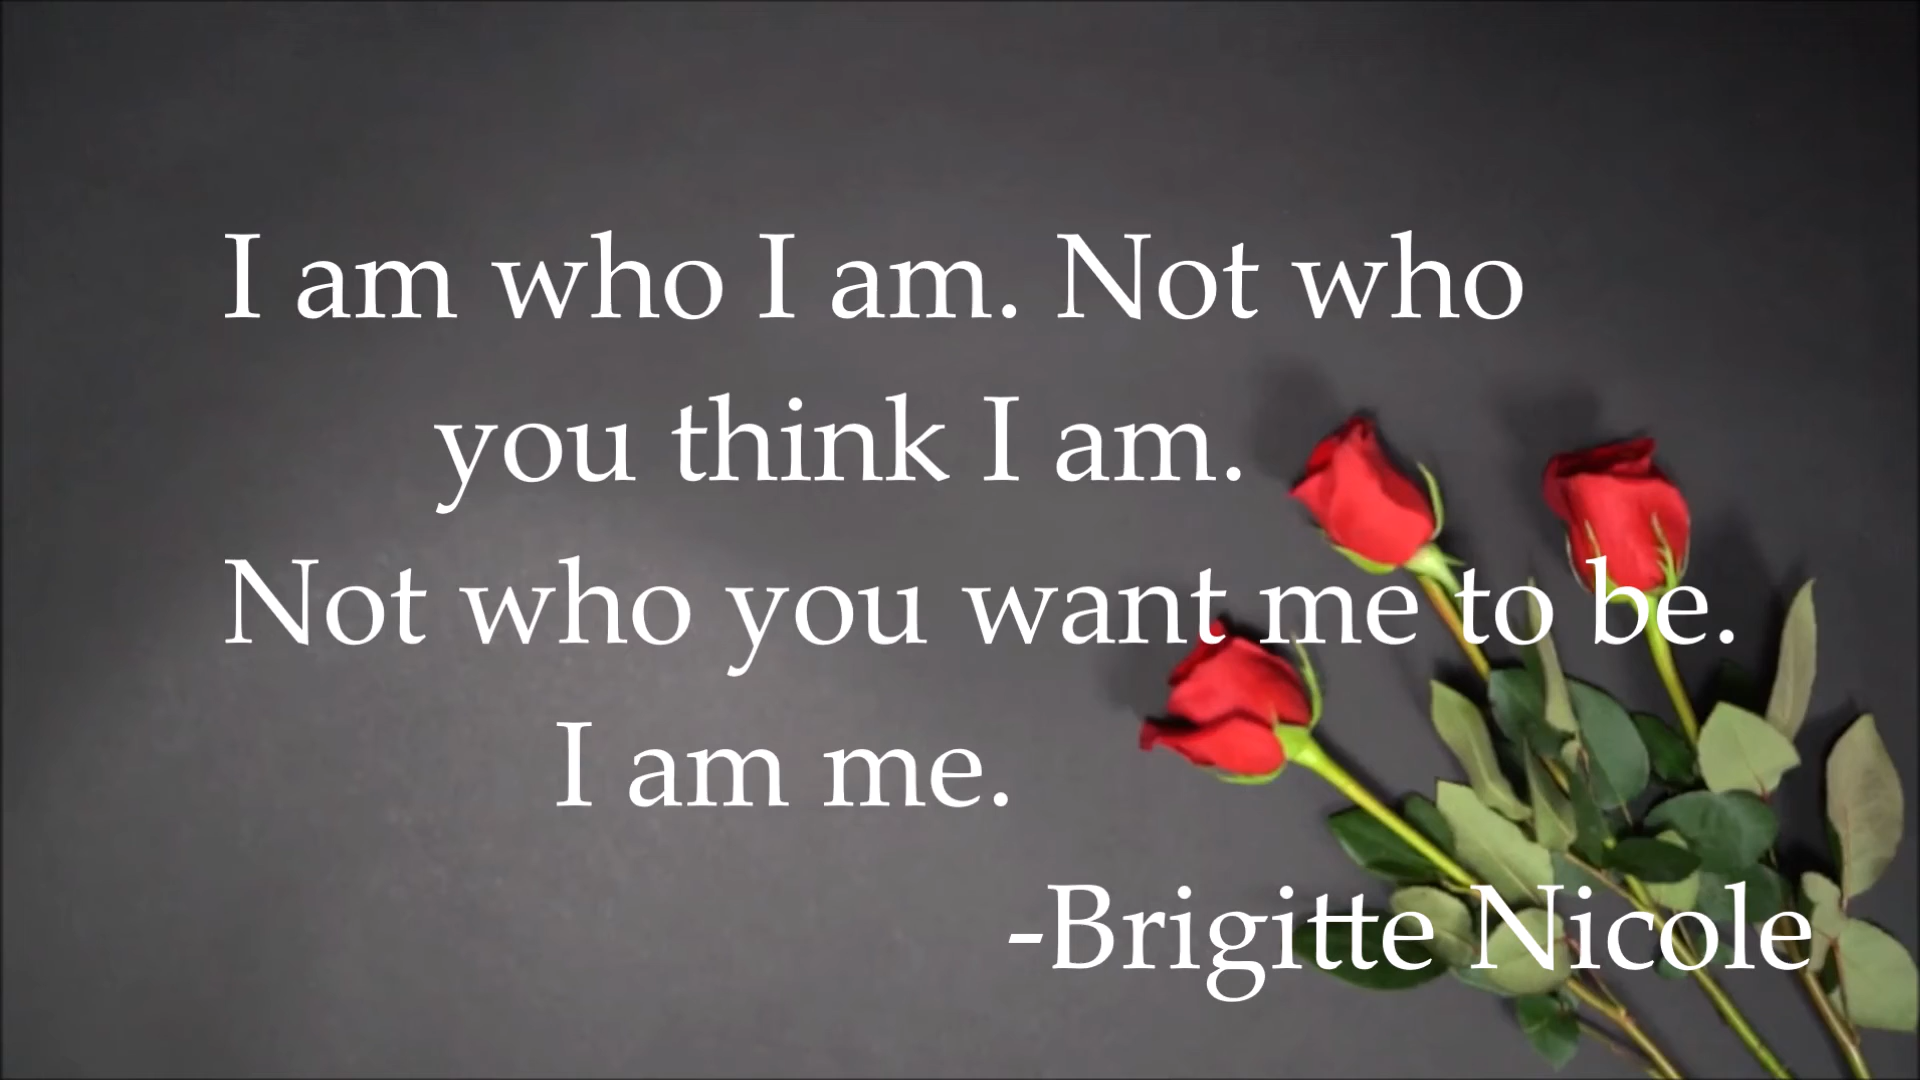 I am who I am. Not who
you think I am.
Not who you want me to be.
I am me.
-Brigitte Nicole